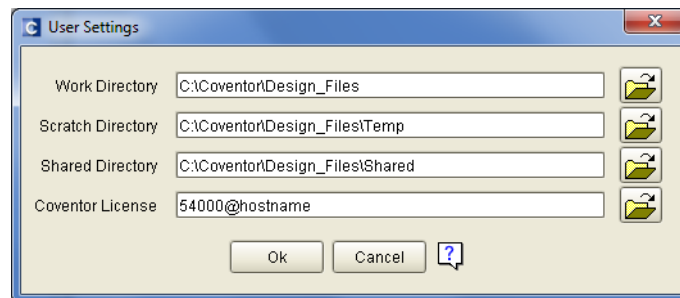 User Settings
Work Directory C:\Coventor\Design_Files
Scratch Directory C:\Coventor\Design_Files\Temp
Shared Directory C:\Coventor\Design_Files\Shared
Coventor License 54000@hostname
Ok Cancel ?